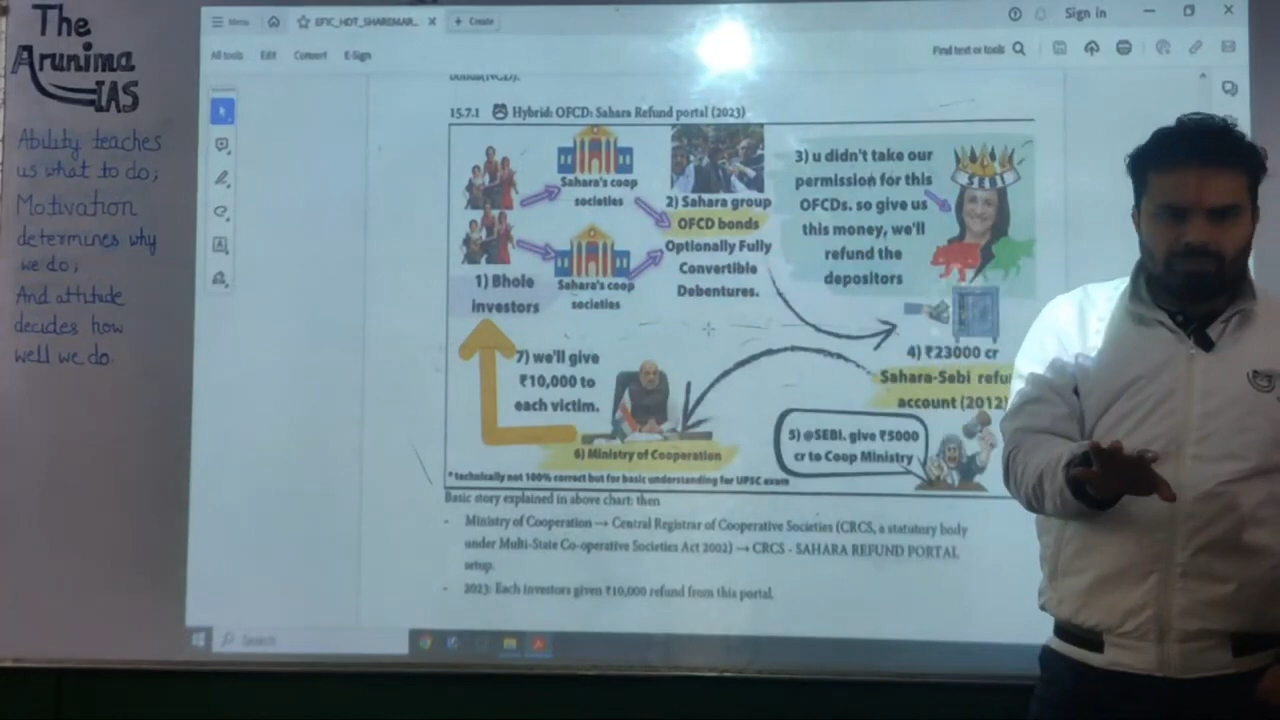 The
Arunima
IAS
Ability teaches
us what to do;
Motivation
determines why
we do;
And attitude
decides how
well we do.
Menu
EFIC_HDT_SHAREMAR...
+ Create
Sign in
All tools
Edit
Convert
E-Sign
Find text or tools
15.7.1 Hybrid: OFCD: Sahara Refund portal (2023)
Sahara's coop
societies
Sahara's coop
societies
1) Bhole
investors
2) Sahara group
OFCD bonds
Optionally Fully
Convertible
Debentures.
3) u didn't take our
permission for this
OFCDs. so give us
this money, we'll
refund the
depositors
SEBI
4) ₹23000 cr
Sahara-Sebi refu
account (2012)
5) @SEBI. give ₹5000
cr to Coop Ministry
6) Ministry of Cooperation
7) we'll give
₹10,000 to
each victim.
*technically not 100% correct but for basic understanding for UPSC exam
Basic story explained in above chart: then
- Ministry of Cooperation → Central Registrar of Cooperative Societies (CRCS, a statutory body
under Multi-State Co-operative Societies Act 2002) → CRCS - SAHARA REFUND PORTAL
setup.
- 2023: Each investors given ₹10,000 refund from this portal.
Search